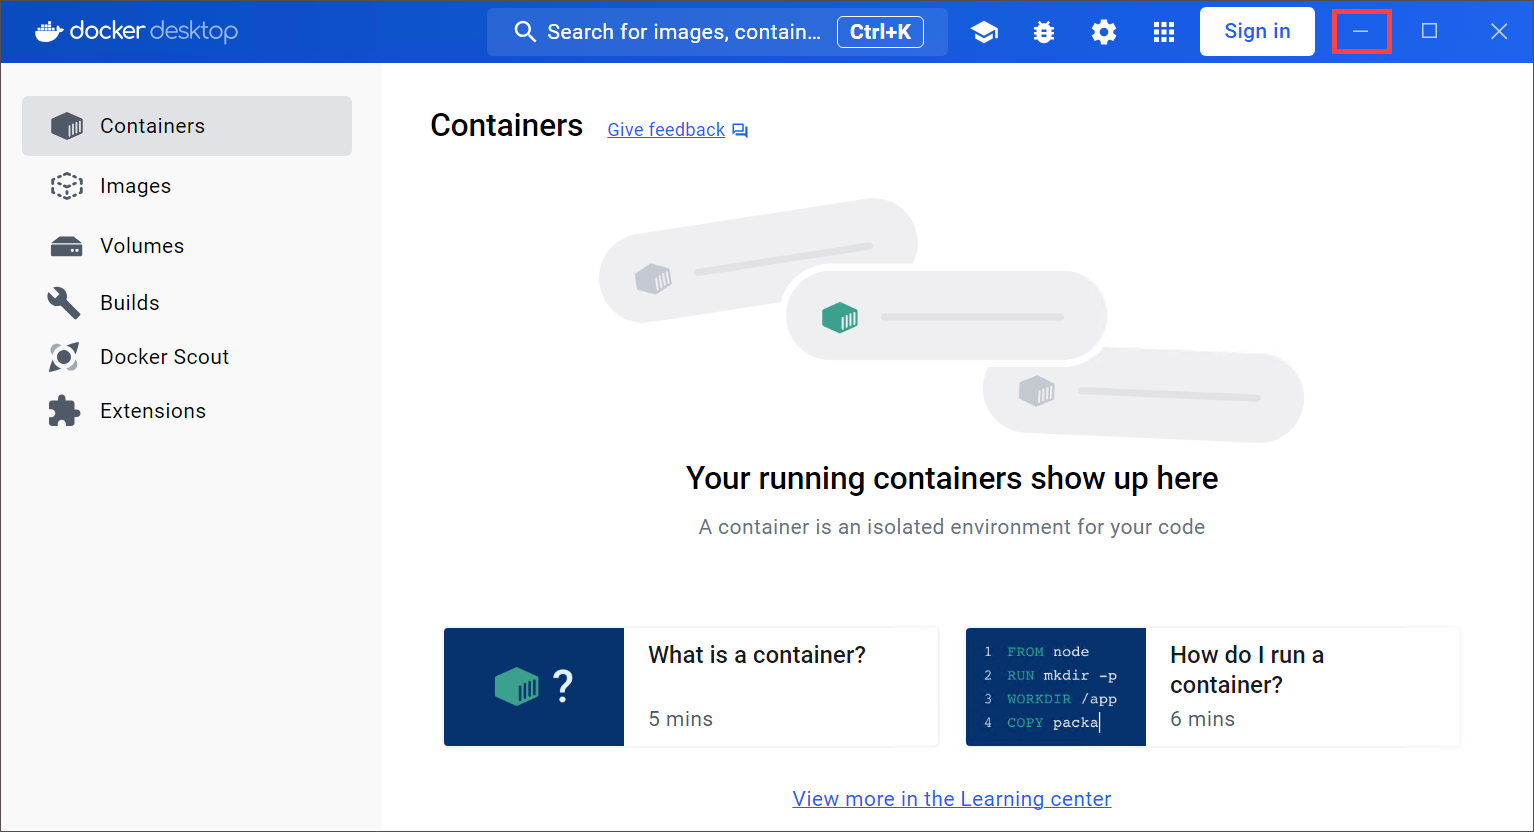 docker desktop
Search for images, contain... Ctrl+K
Sign in
Containers
Images
Volumes
Builds
Docker Scout
Extensions
Containers Give feedback
Your running containers show up here
A container is an isolated environment for your code
?
What is a container?
5 mins
1 FROM node
2 RUN mkdir -p
3 WORKDIR /app
4 COPY packa
How do I run a
container?
6 mins
View more in the Learning center